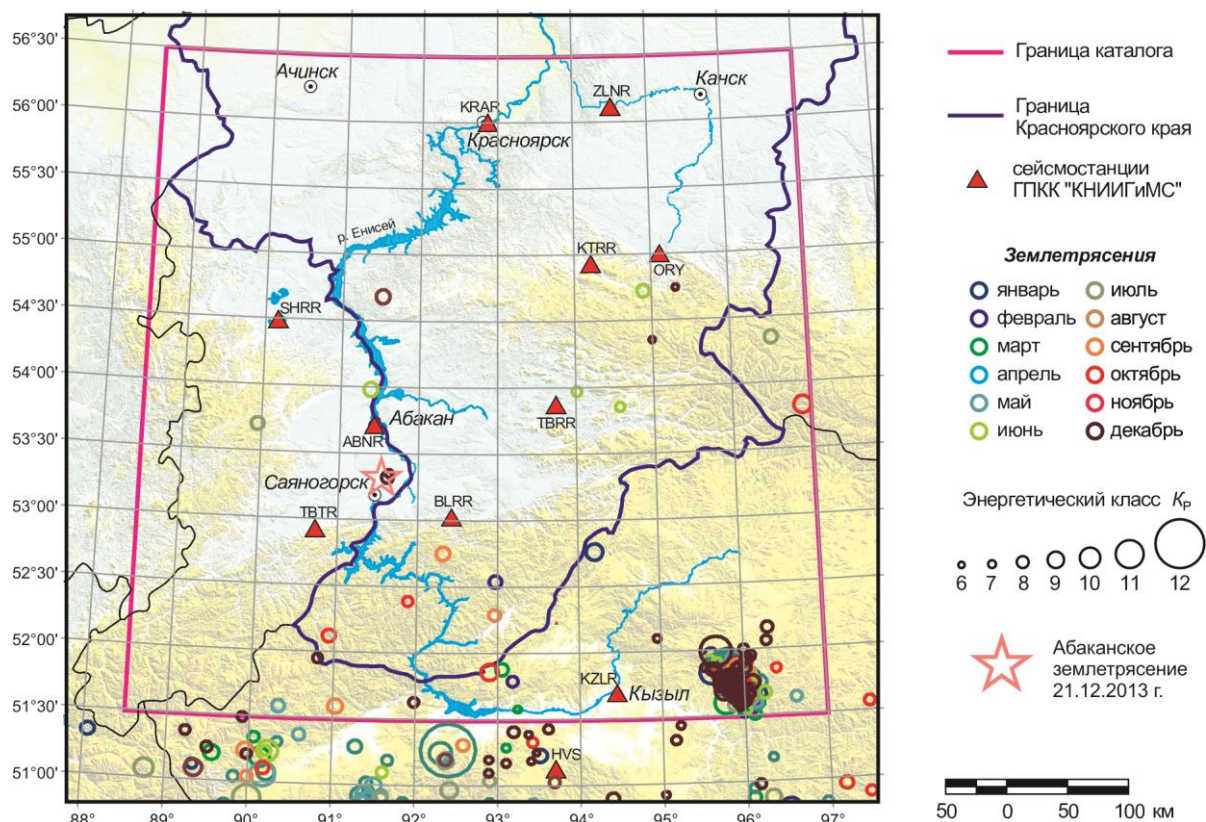 56°30'
56°00'
55°30'
55°00'
54°30'
54°00'
53°30'
53°00'
52°30'
52°00'
51°30'
51°00'
Ачинск
KRAR
Красноярск
ZLNR
Канск
р. Енисей
KTRR
ORY
SHRR
Абакан
ABNR
TBRR
Саяногорск
TBTR
BLRR
KZLR
Кызыл
HVS
88°
89°
90°
91°
92°
93°
94°
95°
96°
97°
Граница каталога
Граница
Красноярского края
сейсмостанции
ГПКК "КНИИГиМС"
Землетрясения
январь
февраль
март
апрель
май
июнь
июль
август
сентябрь
октябрь
ноябрь
декабрь
Энергетический класс Kр
6 7 8 9 10 11 12
Абаканское
землетрясение
21.12.2013 г.
50 0 50 100 км